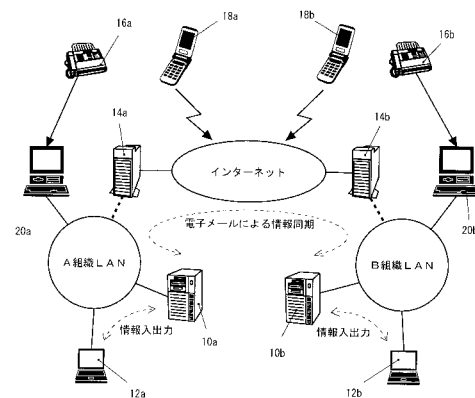 16a
18a
18b
16b
14a
14b
インターネット
20a
20b
電子メールによる情報同期
A組織LAN
B組織LAN
情報入出力
10a
10b
情報入出力
12a
12b